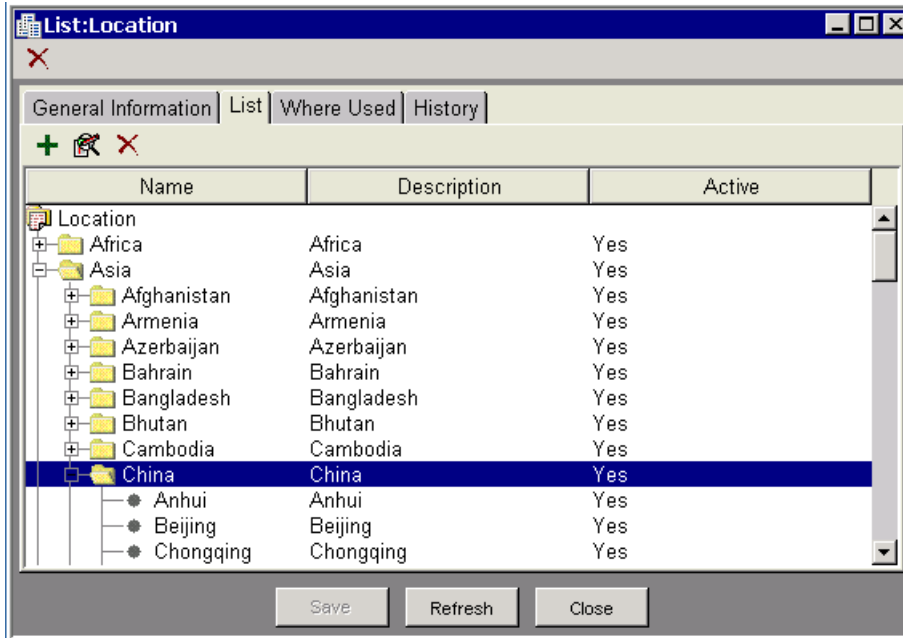 List:Location
General Information List Where Used History
Name Description Active
Location
Africa Africa Yes
Asia Asia Yes
Afghanistan Afghanistan Yes
Armenia Armenia Yes
Azerbaijan Azerbaijan Yes
Bahrain Bahrain Yes
Bangladesh Bangladesh Yes
Bhutan Bhutan Yes
Cambodia Cambodia Yes
China China Yes
Anhui Anhui Yes
Beijing Beijing Yes
Chongqing Chongqing Yes
Save Refresh Close